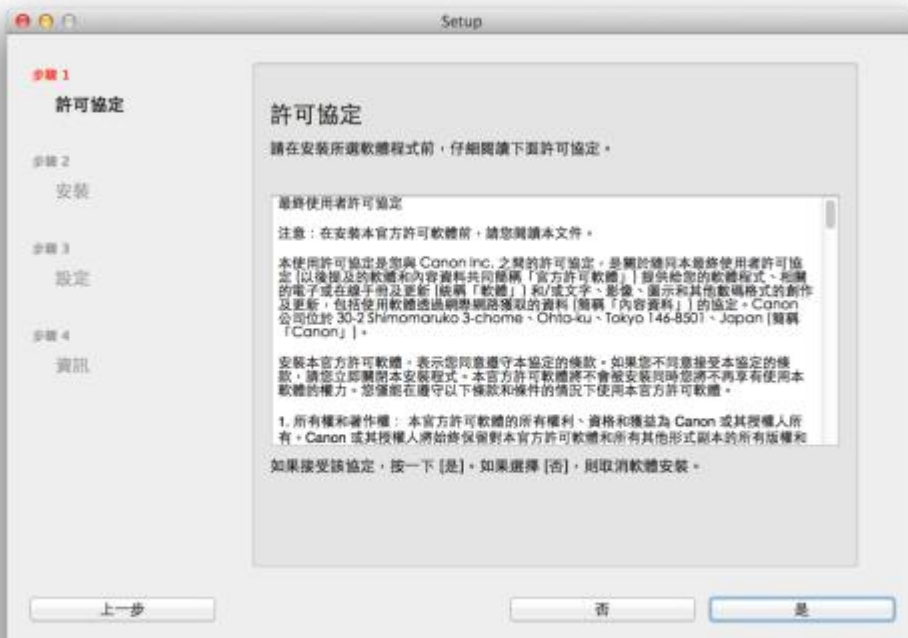 Setup
步驟 1
許可協定
步驟 2
安裝
步驟 3
設定
步驟 4
資訊
許可協定
請在安裝所選軟體程式前，仔細閱讀下面許可協定。
最終使用者許可協定
注意：在安裝本官方許可軟體前，請您閱讀本文件。
本使用許可協定是您與 Canon Inc. 之間的許可協定，是關於隨同本最終使用者許可協
定 [以後提及的軟體和內容資料共同簡稱「官方許可軟體」] 提供給您的軟體程式、相關
的電子或在線手冊及更新 [統稱「軟體」] 和/或文字、影像、圖示和其他數碼格式的創作
及更新，包括使用軟體透過網際網路獲取的資料 [簡稱「內容資料」] 的協定。Canon
公司位於 30-2 Shimomaruko 3-chome、Ohta-ku、Tokyo 146-8501、Japan [簡稱
「Canon」]。
安裝本官方許可軟體，表示您同意遵守本協定的條款。如果您不同意接受本協定的條
款，請您立即關閉本安裝程式。本官方許可軟體將不會被安裝同時您將不再享有使用本
軟體的權力。您僅能在遵守以下條款和條件的情況下使用本官方許可軟體。
1. 所有權和著作權： 本官方許可軟體的所有權利、資格和獲益為 Canon 或其授權人所
有。Canon 或其授權人將始終保留對本官方許可軟體和所有其他形式副本的所有版權和
如果接受該協定，按一下 [是]。如果選擇 [否]，則取消軟體安裝。
上一步
否
是